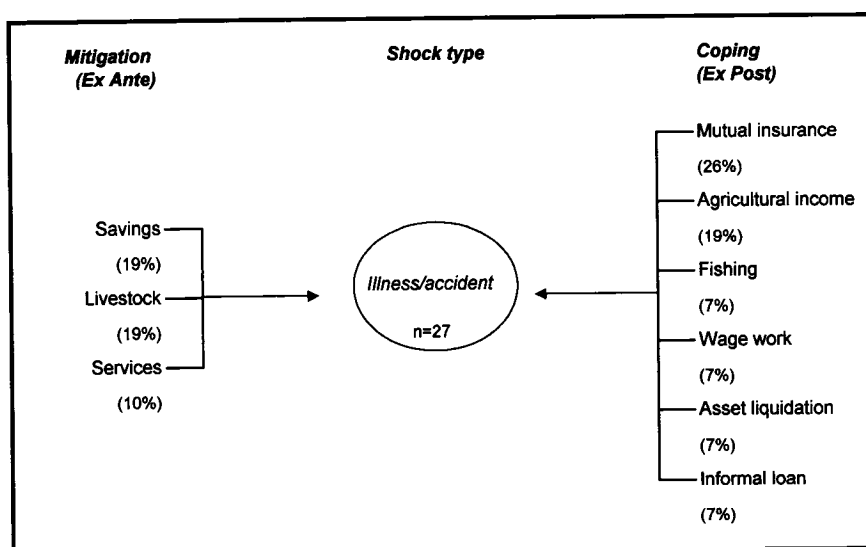 Mitigation
(Ex Ante)
Shock type
Coping
(Ex Post)
Savings
(19%)
Livestock
(19%)
Services
(10%)
Illness/accident
n=27
Mutual insurance
(26%)
Agricultural income
(19%)
Fishing
(7%)
Wage work
(7%)
Asset liquidation
(7%)
Informal loan
(7%)